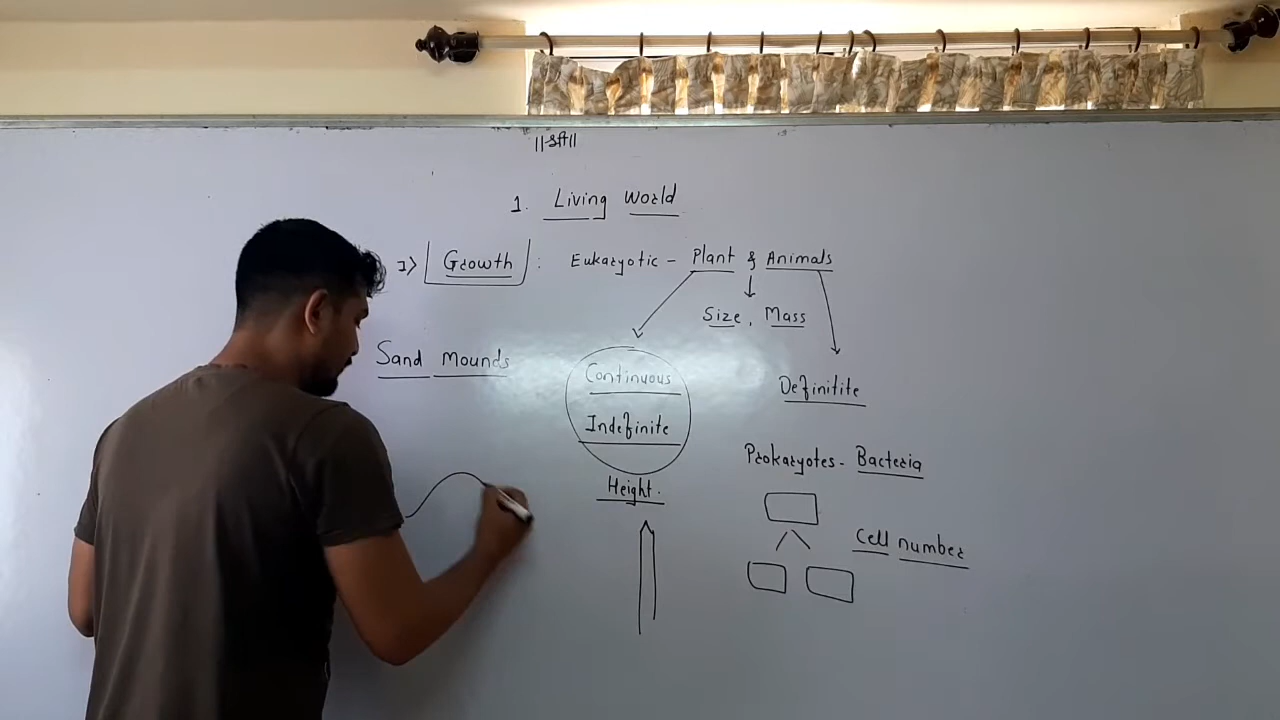 ||श्री||
1. Living World
1> Growth : Eukaryotic - Plant & Animals
Size, Mass
Sand Mounds
Continuous
Indefinite
Height.
Definitite
Prokaryotes - Bacteria
Cell number